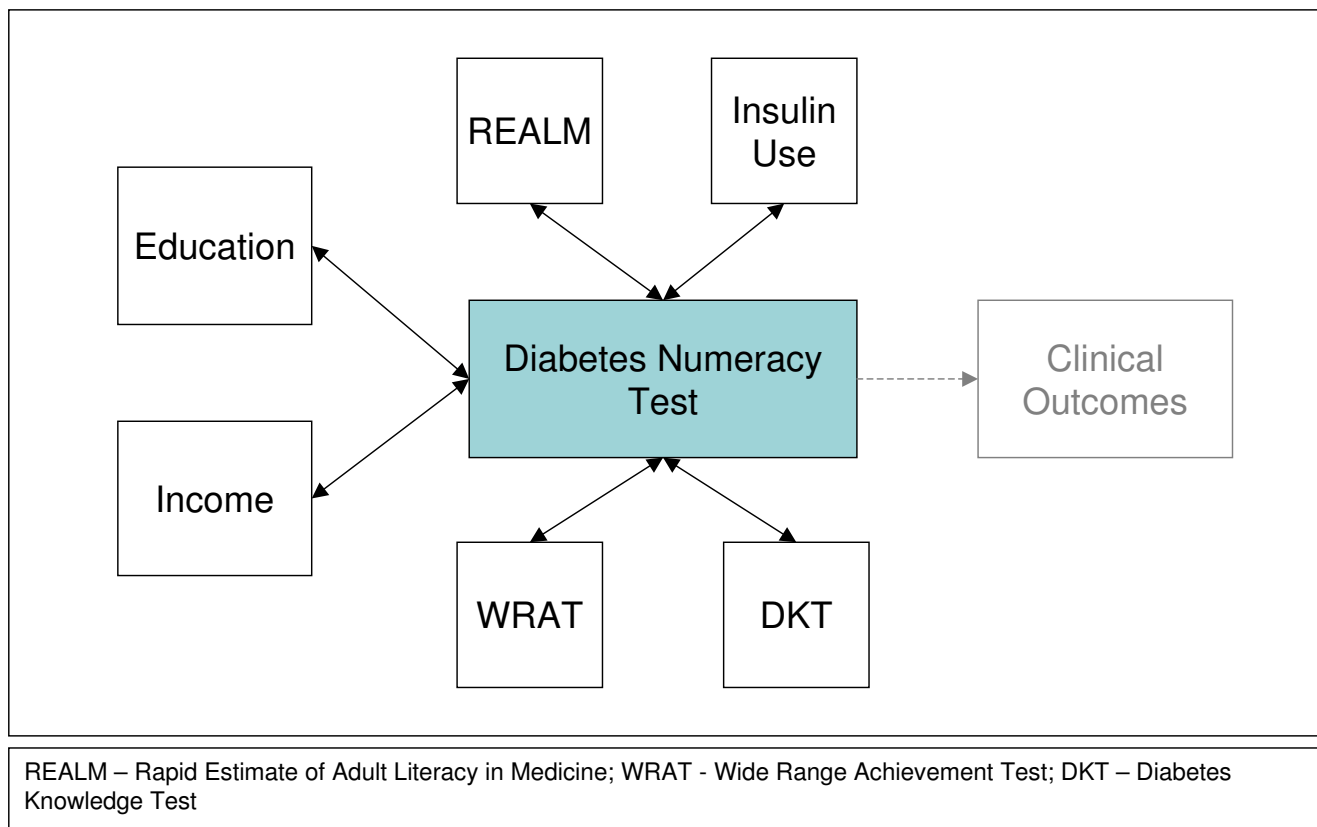 REALM
Insulin
Use
Education
Diabetes Numeracy
Test
Clinical
Outcomes
Income
WRAT
DKT
REALM – Rapid Estimate of Adult Literacy in Medicine; WRAT - Wide Range Achievement Test; DKT – Diabetes
Knowledge Test